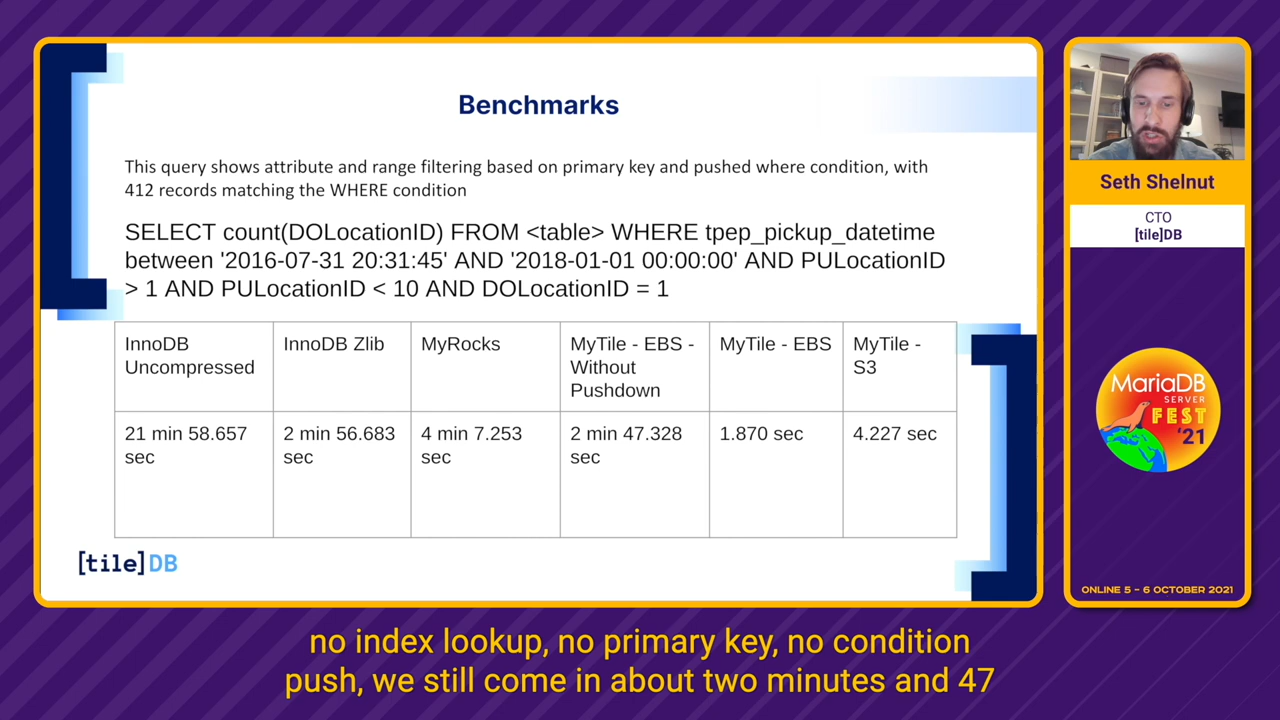 Benchmarks
This query shows attribute and range filtering based on primary key and pushed where condition, with
412 records matching the WHERE condition
SELECT count(DOLocationID) FROM <table> WHERE tpep_pickup_datetime
between '2016-07-31 20:31:45' AND '2018-01-01 00:00:00' AND PULocationID
> 1 AND PULocationID < 10 AND DOLocationID = 1
InnoDB
Uncompressed
InnoDB Zlib
MyRocks
MyTile - EBS -
Without
Pushdown
MyTile - EBS
MyTile -
S3
21 min 58.657
sec
2 min 56.683
sec
4 min 7.253
sec
2 min 47.328
sec
1.870 sec
4.227 sec
[tile]DB
Seth Shelnut
CTO
[tile]DB
MariaDB
SERVER
FEST
'21
ONLINE 5 – 6 OCTOBER 2021
no index lookup, no primary key, no condition
push, we still come in about two minutes and 47